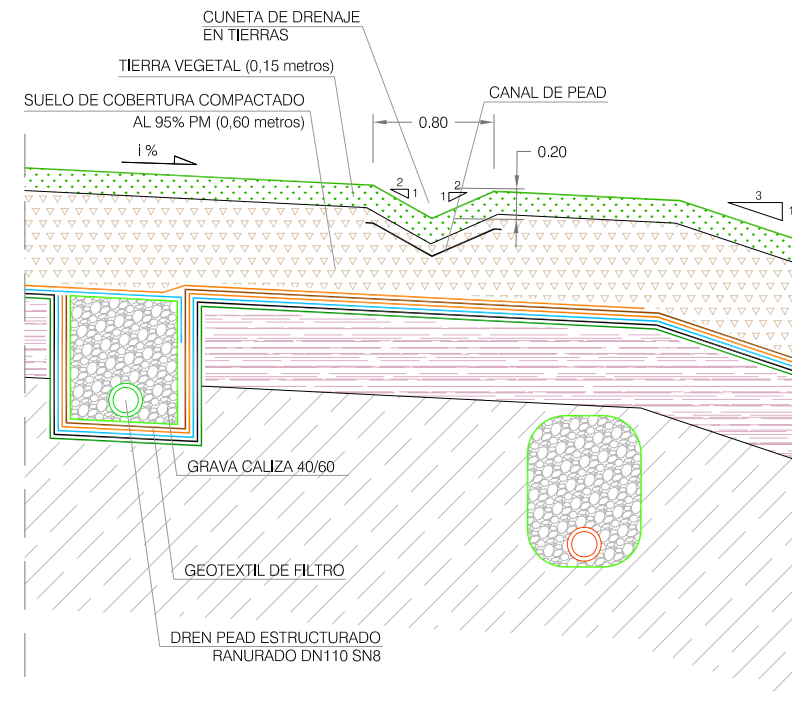 CUNETA DE DRENAJE
EN TIERRAS
TIERRA VEGETAL (0,15 metros)
SUELO DE COBERTURA COMPACTADO
AL 95% PM (0,60 metros)
CANAL DE PEAD
0.80
0.20
i %
2
1
2
1
3
1
GRAVA CALIZA 40/60
GEOTEXTIL DE FILTRO
DREN PEAD ESTRUCTURADO
RANURADO DN110 SN8